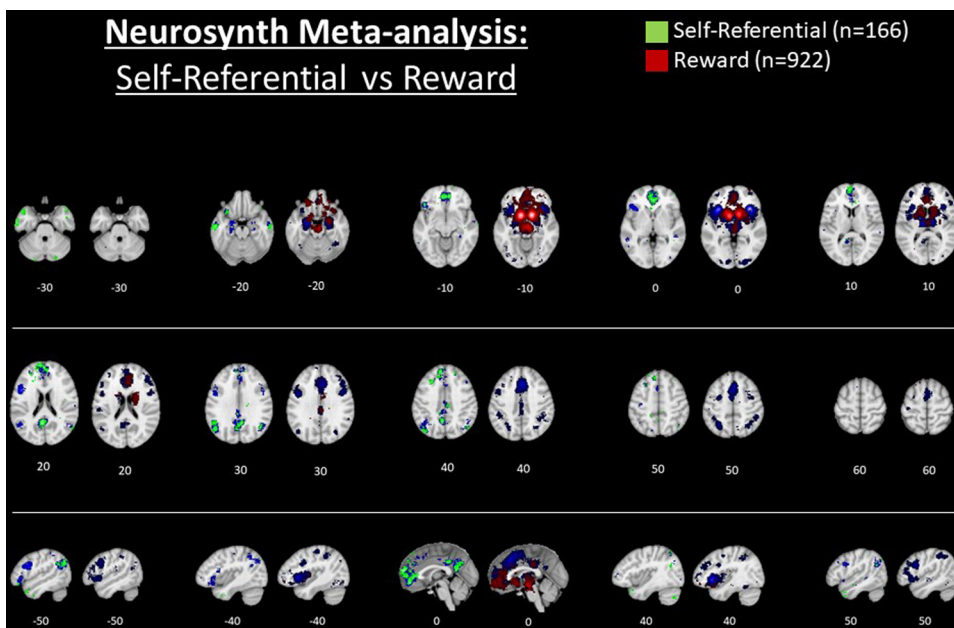 Neurosynth Meta-analysis:
Self-Referential vs Reward
Self-Referential (n=166)
Reward (n=922)
-30 -30 -20 -20 -10 -10 0 0 10 10
20 20 30 30 40 40 50 50 60 60
-50 -50 -40 -40 0 0 40 40 50 50